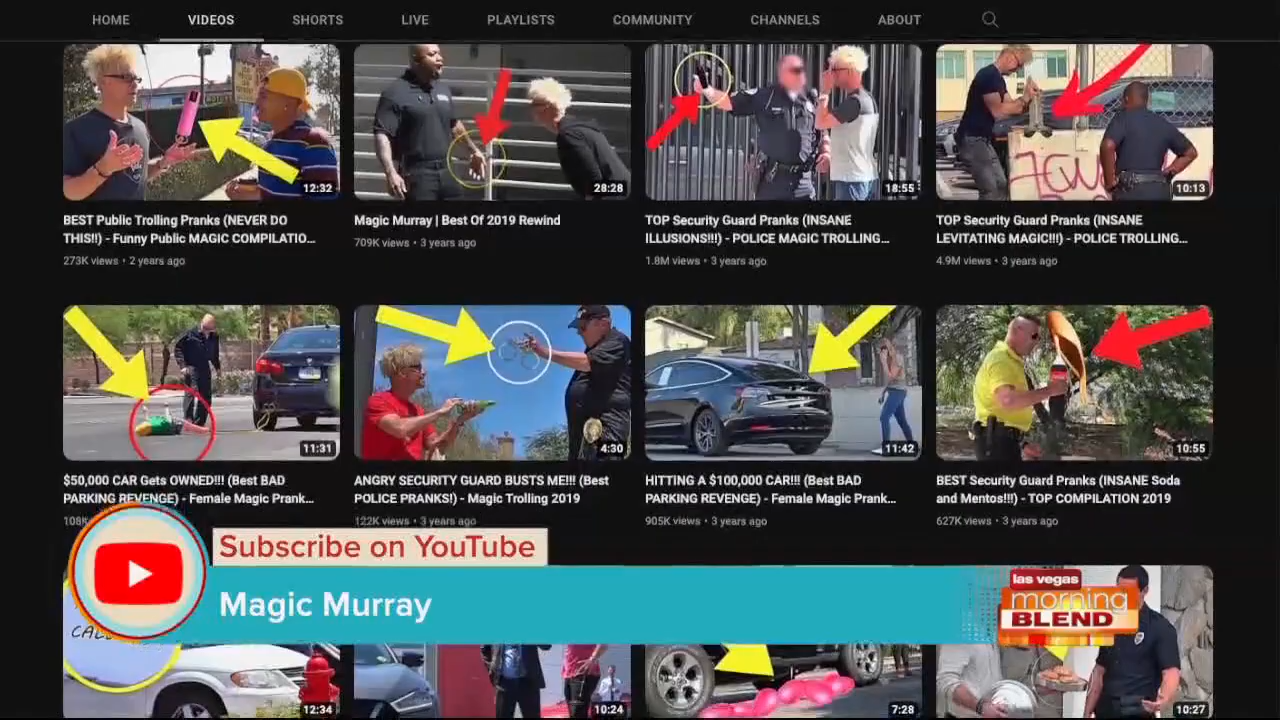 HOME VIDEOS SHORTS LIVE PLAYLISTS COMMUNITY CHANNELS ABOUT
12:32
28:28
18:55
10:13
BEST Public Trolling Pranks (NEVER DO
THIS!!) - Funny Public MAGIC COMPILATIO...
273K views • 2 years ago
Magic Murray | Best Of 2019 Rewind
709K views • 3 years ago
TOP Security Guard Pranks (INSANE
ILLUSIONS!!!) - POLICE MAGIC TROLLING...
1.8M views • 3 years ago
TOP Security Guard Pranks (INSANE
LEVITATING MAGIC!!!) - POLICE TROLLING...
4.9M views • 3 years ago
11:31
4:30
11:42
10:55
$50,000 CAR Gets OWNED!!! (Best BAD
PARKING REVENGE) - Female Magic Prank...
108K
ANGRY SECURITY GUARD BUSTS ME!!! (Best
POLICE PRANKS!) - Magic Trolling 2019
122K views • 3 years ago
HITTING A $100,000 CAR!!! (Best BAD
PARKING REVENGE) - Female Magic Prank...
905K views • 3 years ago
BEST Security Guard Pranks (INSANE Soda
and Mentos!!!) - TOP COMPILATION 2019
627K views • 3 years ago
Subscribe on YouTube
Magic Murray
las vegas
morning
BLEND
12:34
10:24
7:28
10:27